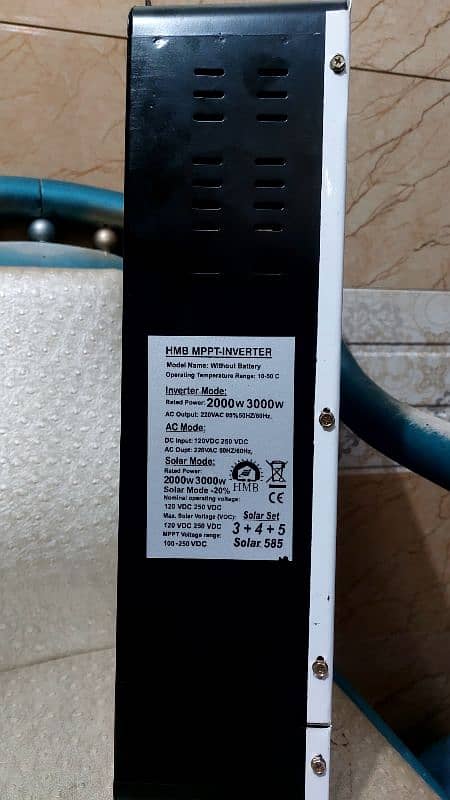 HMB MPPT-INVERTER
Model Name: Without Battery
Operating Temperature Range: 10-50 C
Inverter Mode:
Rated Power: 2000w 3000w
AC Output: 220VAC 95%50HZ/60Hz,
AC Mode:
DC Input: 120VDC 250 VDC
AC Oupt: 220VAC 50HZ/60Hz,
Solar Mode:
Rated Power:
2000w 3000w
Solar Mode -20%
HMB
CE
Nominal operating voltage:
120 VDC 250 VDC
Max. Solar Voltage (VOC):
120 VDC 250 VDC
MPPT Voltage range:
100-250 VDC
Solar Set
3+4+5
Solar 585